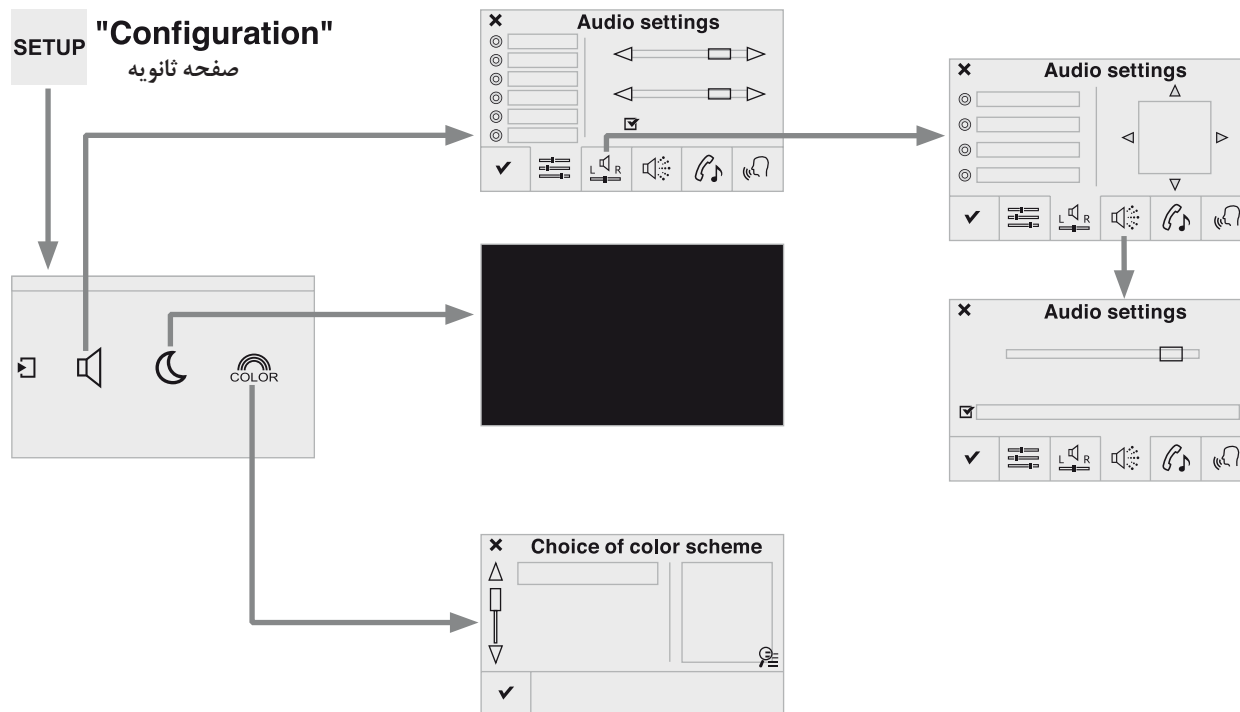 SETUP
"Configuration"
صفحه ثانویه
Audio settings
L R
Audio settings
L R
COLOR
Audio settings
L R
Choice of color scheme